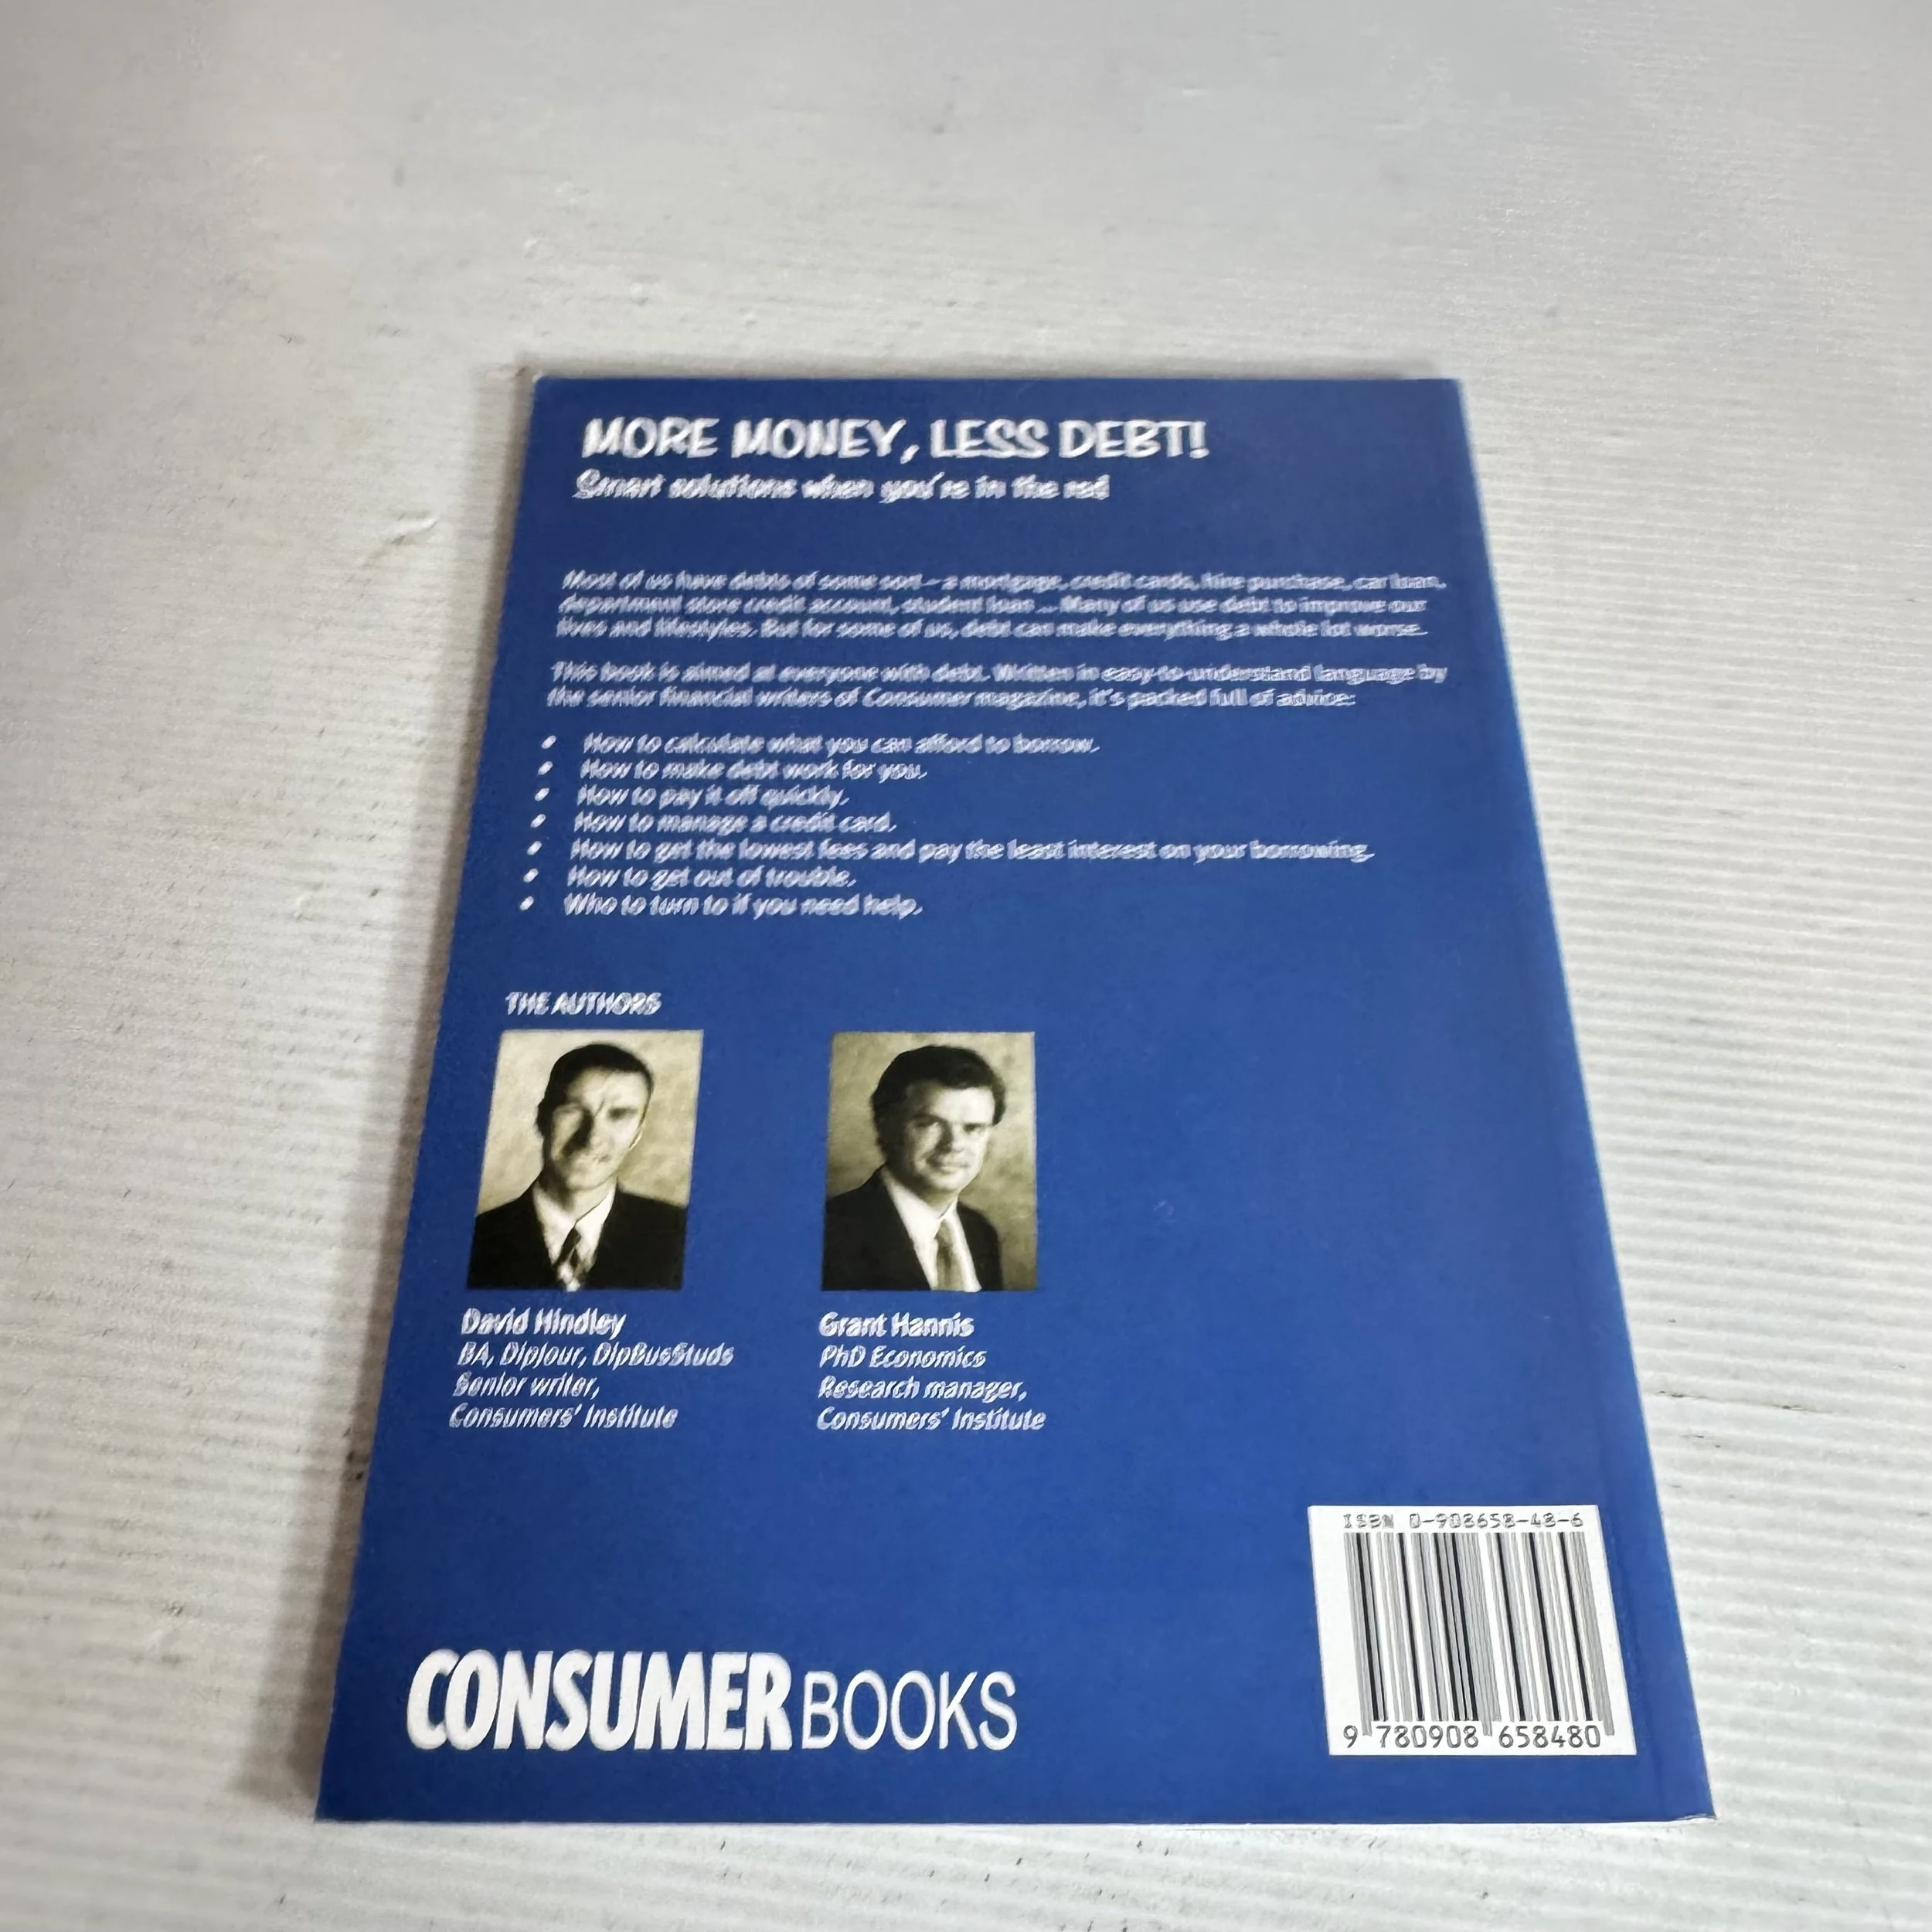 MORE MONEY, LESS DEBT!
Smart solutions when you're in the red
Most of us have debts of some sort – a mortgage, credit cards, hire purchase, car loan,
department store credit account, student loan ... Many of us use debt to improve our
lives and lifestyles. But for some of us, debt can make everything a whole lot worse.
This book is aimed at everyone with debt. Written in easy-to-understand language by
the senior financial writers of Consumer magazine, it's packed full of advice:
• How to calculate what you can afford to borrow.
• How to make debt work for you.
• How to pay it off quickly.
• How to manage a credit card.
• How to get the lowest fees and pay the least interest on your borrowing.
• How to get out of trouble.
• Who to turn to if you need help.
THE AUTHORS
David Hindley
BA, DipJour, DipBusStuds
Senior writer,
Consumers' Institute
Grant Hannis
PhD Economics
Research manager,
Consumers' Institute
ISBN 0-908658-48-6
9 780908 658480
CONSUMER BOOKS